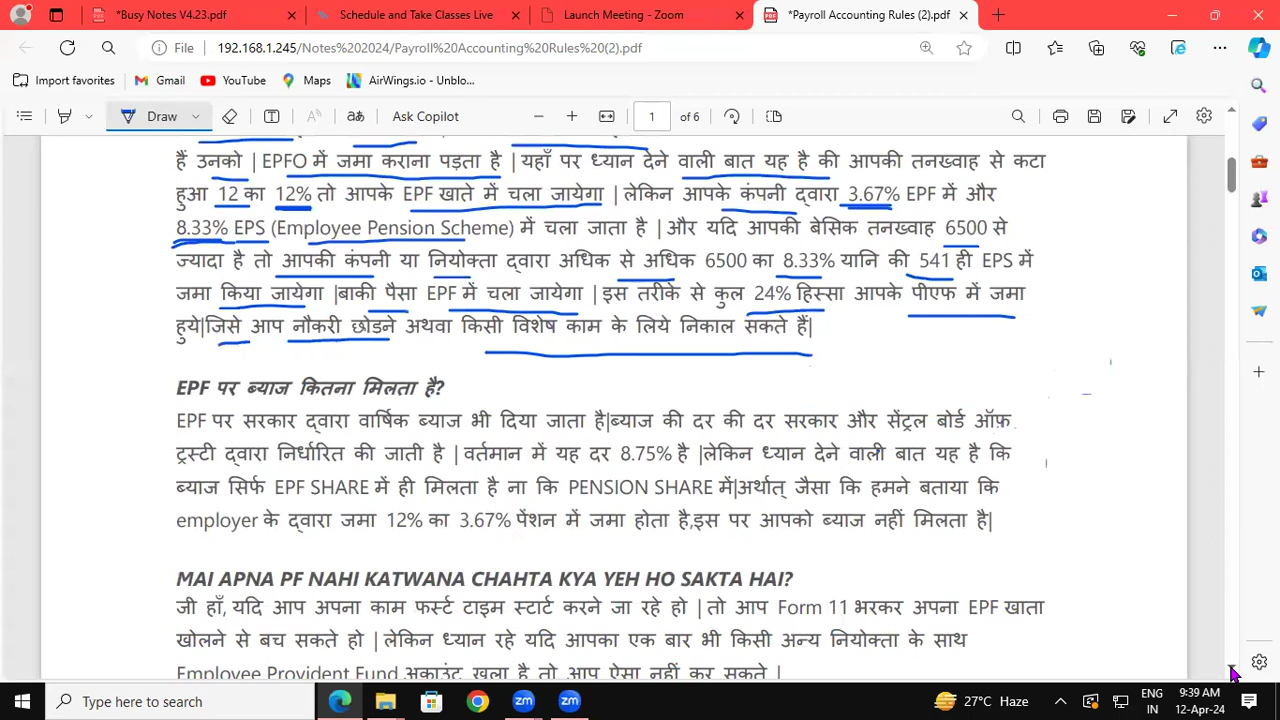 *Busy Notes V4.23.pdf
Schedule and Take Classes Live
Launch Meeting - Zoom
*Payroll Accounting Rules (2).pdf
File
192.168.1.245/Notes%202024/Payroll%20Accounting%20Rules%20(2).pdf
Import favorites
Gmail
YouTube
Maps
AirWings.io - Unblo...
Draw
Ask Copilot
1 of 6
हैं उनको | EPFO में जमा कराना पड़ता है | यहाँ पर ध्यान देने वाली बात यह है की आपकी तनख्वाह से कटा
हुआ 12 का 12% तो आपके EPF खाते में चला जायेगा | लेकिन आपके कंपनी द्वारा 3.67% EPF में और
8.33% EPS (Employee Pension Scheme) में चला जाता है | और यदि आपकी बेसिक तनख्वाह 6500 से
ज्यादा है तो आपकी कंपनी या नियोक्ता द्वारा अधिक से अधिक 6500 का 8.33% यानि की 541 ही EPS में
जमा किया जायेगा |बाकी पैसा EPF में चला जायेगा |इस तरीके से कुल 24% हिस्सा आपके पीएफ में जमा
हुये|जिसे आप नौकरी छोडने अथवा किसी विशेष काम के लिये निकाल सकते हैं|
EPF पर ब्याज कितना मिलता है?
EPF पर सरकार द्वारा वार्षिक ब्याज भी दिया जाता है|ब्याज की दर की दर सरकार और सेंट्रल बोर्ड ऑफ़
ट्रस्टी द्वारा निर्धारित की जाती है | वर्तमान में यह दर 8.75% है |लेकिन ध्यान देने वाली बात यह है कि
ब्याज सिर्फ EPF SHARE में ही मिलता है ना कि PENSION SHARE में|अर्थात् जैसा कि हमने बताया कि
employer के द्वारा जमा 12% का 3.67% पेंशन में जमा होता है,इस पर आपको ब्याज नहीं मिलता है|
MAI APNA PF NAHI KATWANA CHAHTA KYA YEH HO SAKTA HAI?
जी हाँ, यदि आप अपना काम फर्स्ट टाइम स्टार्ट करने जा रहे हो | तो आप Form 11 भरकर अपना EPF खाता
खोलने से बच सकते हो | लेकिन ध्यान रहे यदि आपका एक बार भी किसी अन्य नियोक्ता के साथ
Employee Provident Fund अकाउंट खुला है तो आप ऐसा नहीं कर सकते |
Type here to search
27°C Haze
ENG
IN
9:39 AM
12-Apr-24